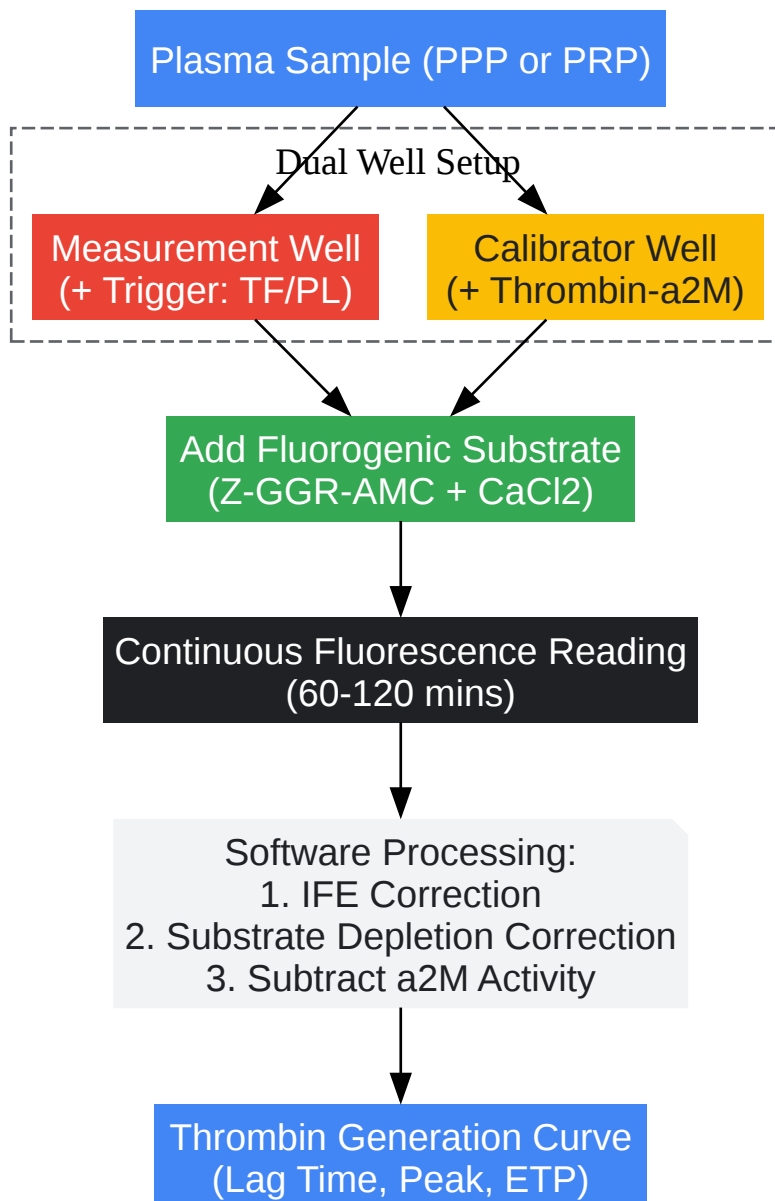 Plasma Sample (PPP or PRP)
Dual Well Setup
Measurement Well
(+ Trigger: TF/PL)
Calibrator Well
(+ Thrombin-a2M)
Add Fluorogenic Substrate
(Z-GGR-AMC + CaCl2)
Continuous Fluorescence Reading
(60-120 mins)
Software Processing:
1. IFE Correction
2. Substrate Depletion Correction
3. Subtract a2M Activity
Thrombin Generation Curve
(Lag Time, Peak, ETP)